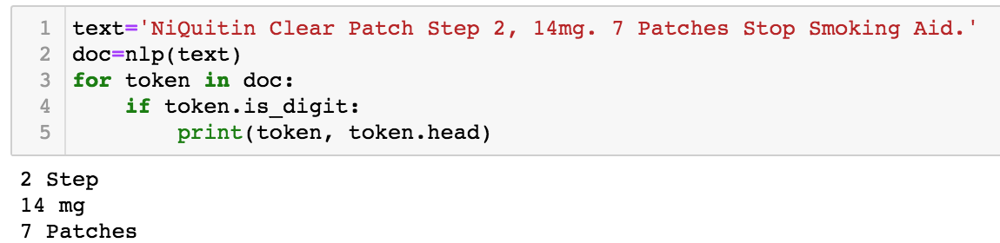 1 text='NiQuitin Clear Patch Step 2, 14mg. 7 Patches Stop Smoking Aid.'
2 doc=nlp(text)
3 for token in doc:
4     if token.is_digit:
5         print(token, token.head)
2 Step
14 mg
7 Patches